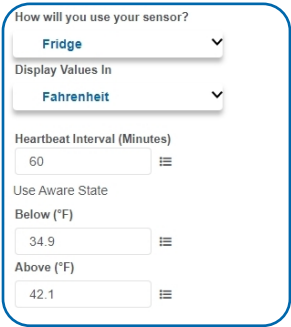 How will you use your sensor?
Fridge
Display Values In
Fahrenheit
Heartbeat Interval (Minutes)
60
Use Aware State
Below (°F)
34.9
Above (°F)
42.1